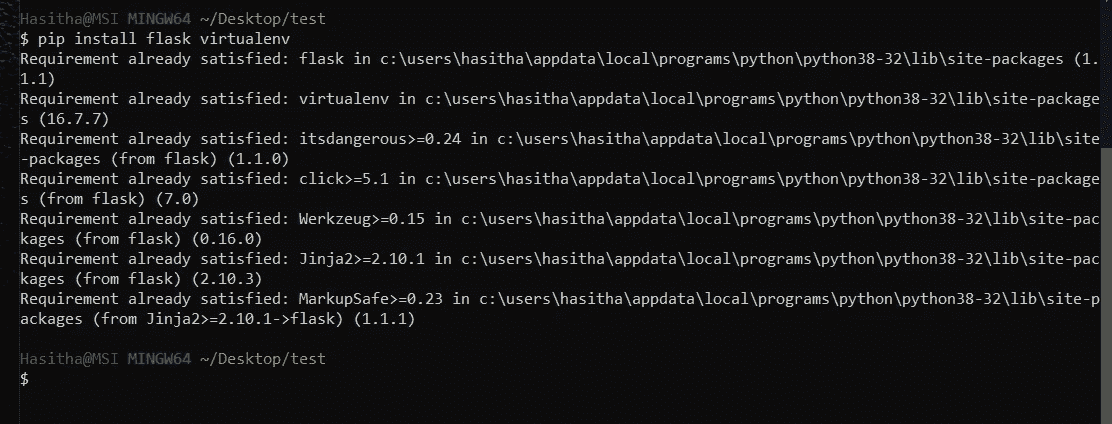 Hasitha@MSI MINGW64 ~/Desktop/test
$ pip install flask virtualenv
Requirement already satisfied: flask in c:\users\hasitha\appdata\local\programs\python\python38-32\lib\site-packages (1.
1.1)
Requirement already satisfied: virtualenv in c:\users\hasitha\appdata\local\programs\python\python38-32\lib\site-package
s (16.7.7)
Requirement already satisfied: itsdangerous>=0.24 in c:\users\hasitha\appdata\local\programs\python\python38-32\lib\site
-packages (from flask) (1.1.0)
Requirement already satisfied: click>=5.1 in c:\users\hasitha\appdata\local\programs\python\python38-32\lib\site-package
s (from flask) (7.0)
Requirement already satisfied: Werkzeug>=0.15 in c:\users\hasitha\appdata\local\programs\python\python38-32\lib\site-pac
kages (from flask) (0.16.0)
Requirement already satisfied: Jinja2>=2.10.1 in c:\users\hasitha\appdata\local\programs\python\python38-32\lib\site-pac
kages (from flask) (2.10.3)
Requirement already satisfied: MarkupSafe>=0.23 in c:\users\hasitha\appdata\local\programs\python\python38-32\lib\site-p
ackages (from Jinja2>=2.10.1->flask) (1.1.1)
Hasitha@MSI MINGW64 ~/Desktop/test
$